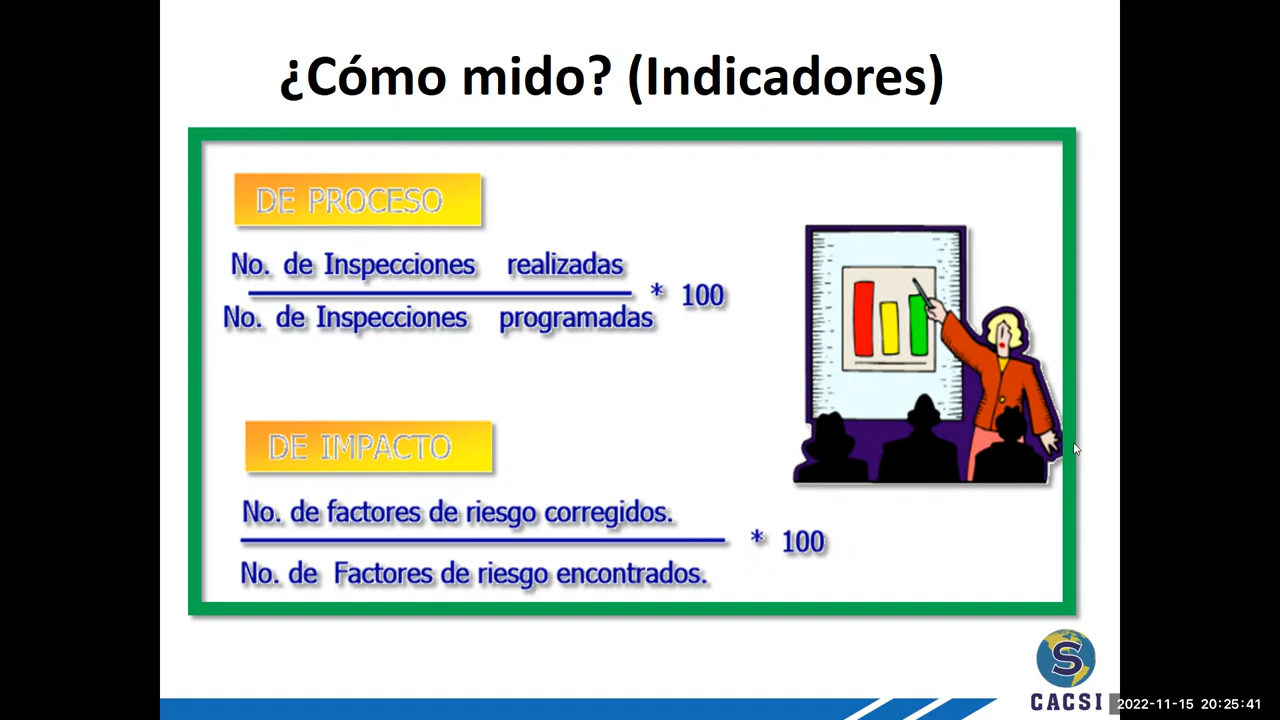 ¿Cómo mido? (Indicadores)
DE PROCESO
No. de Inspecciones realizadas
* 100
No. de Inspecciones programadas
DE IMPACTO
No. de factores de riesgo corregidos.
* 100
No. de Factores de riesgo encontrados.
S
CACSI
2022-11-15 20:25:41